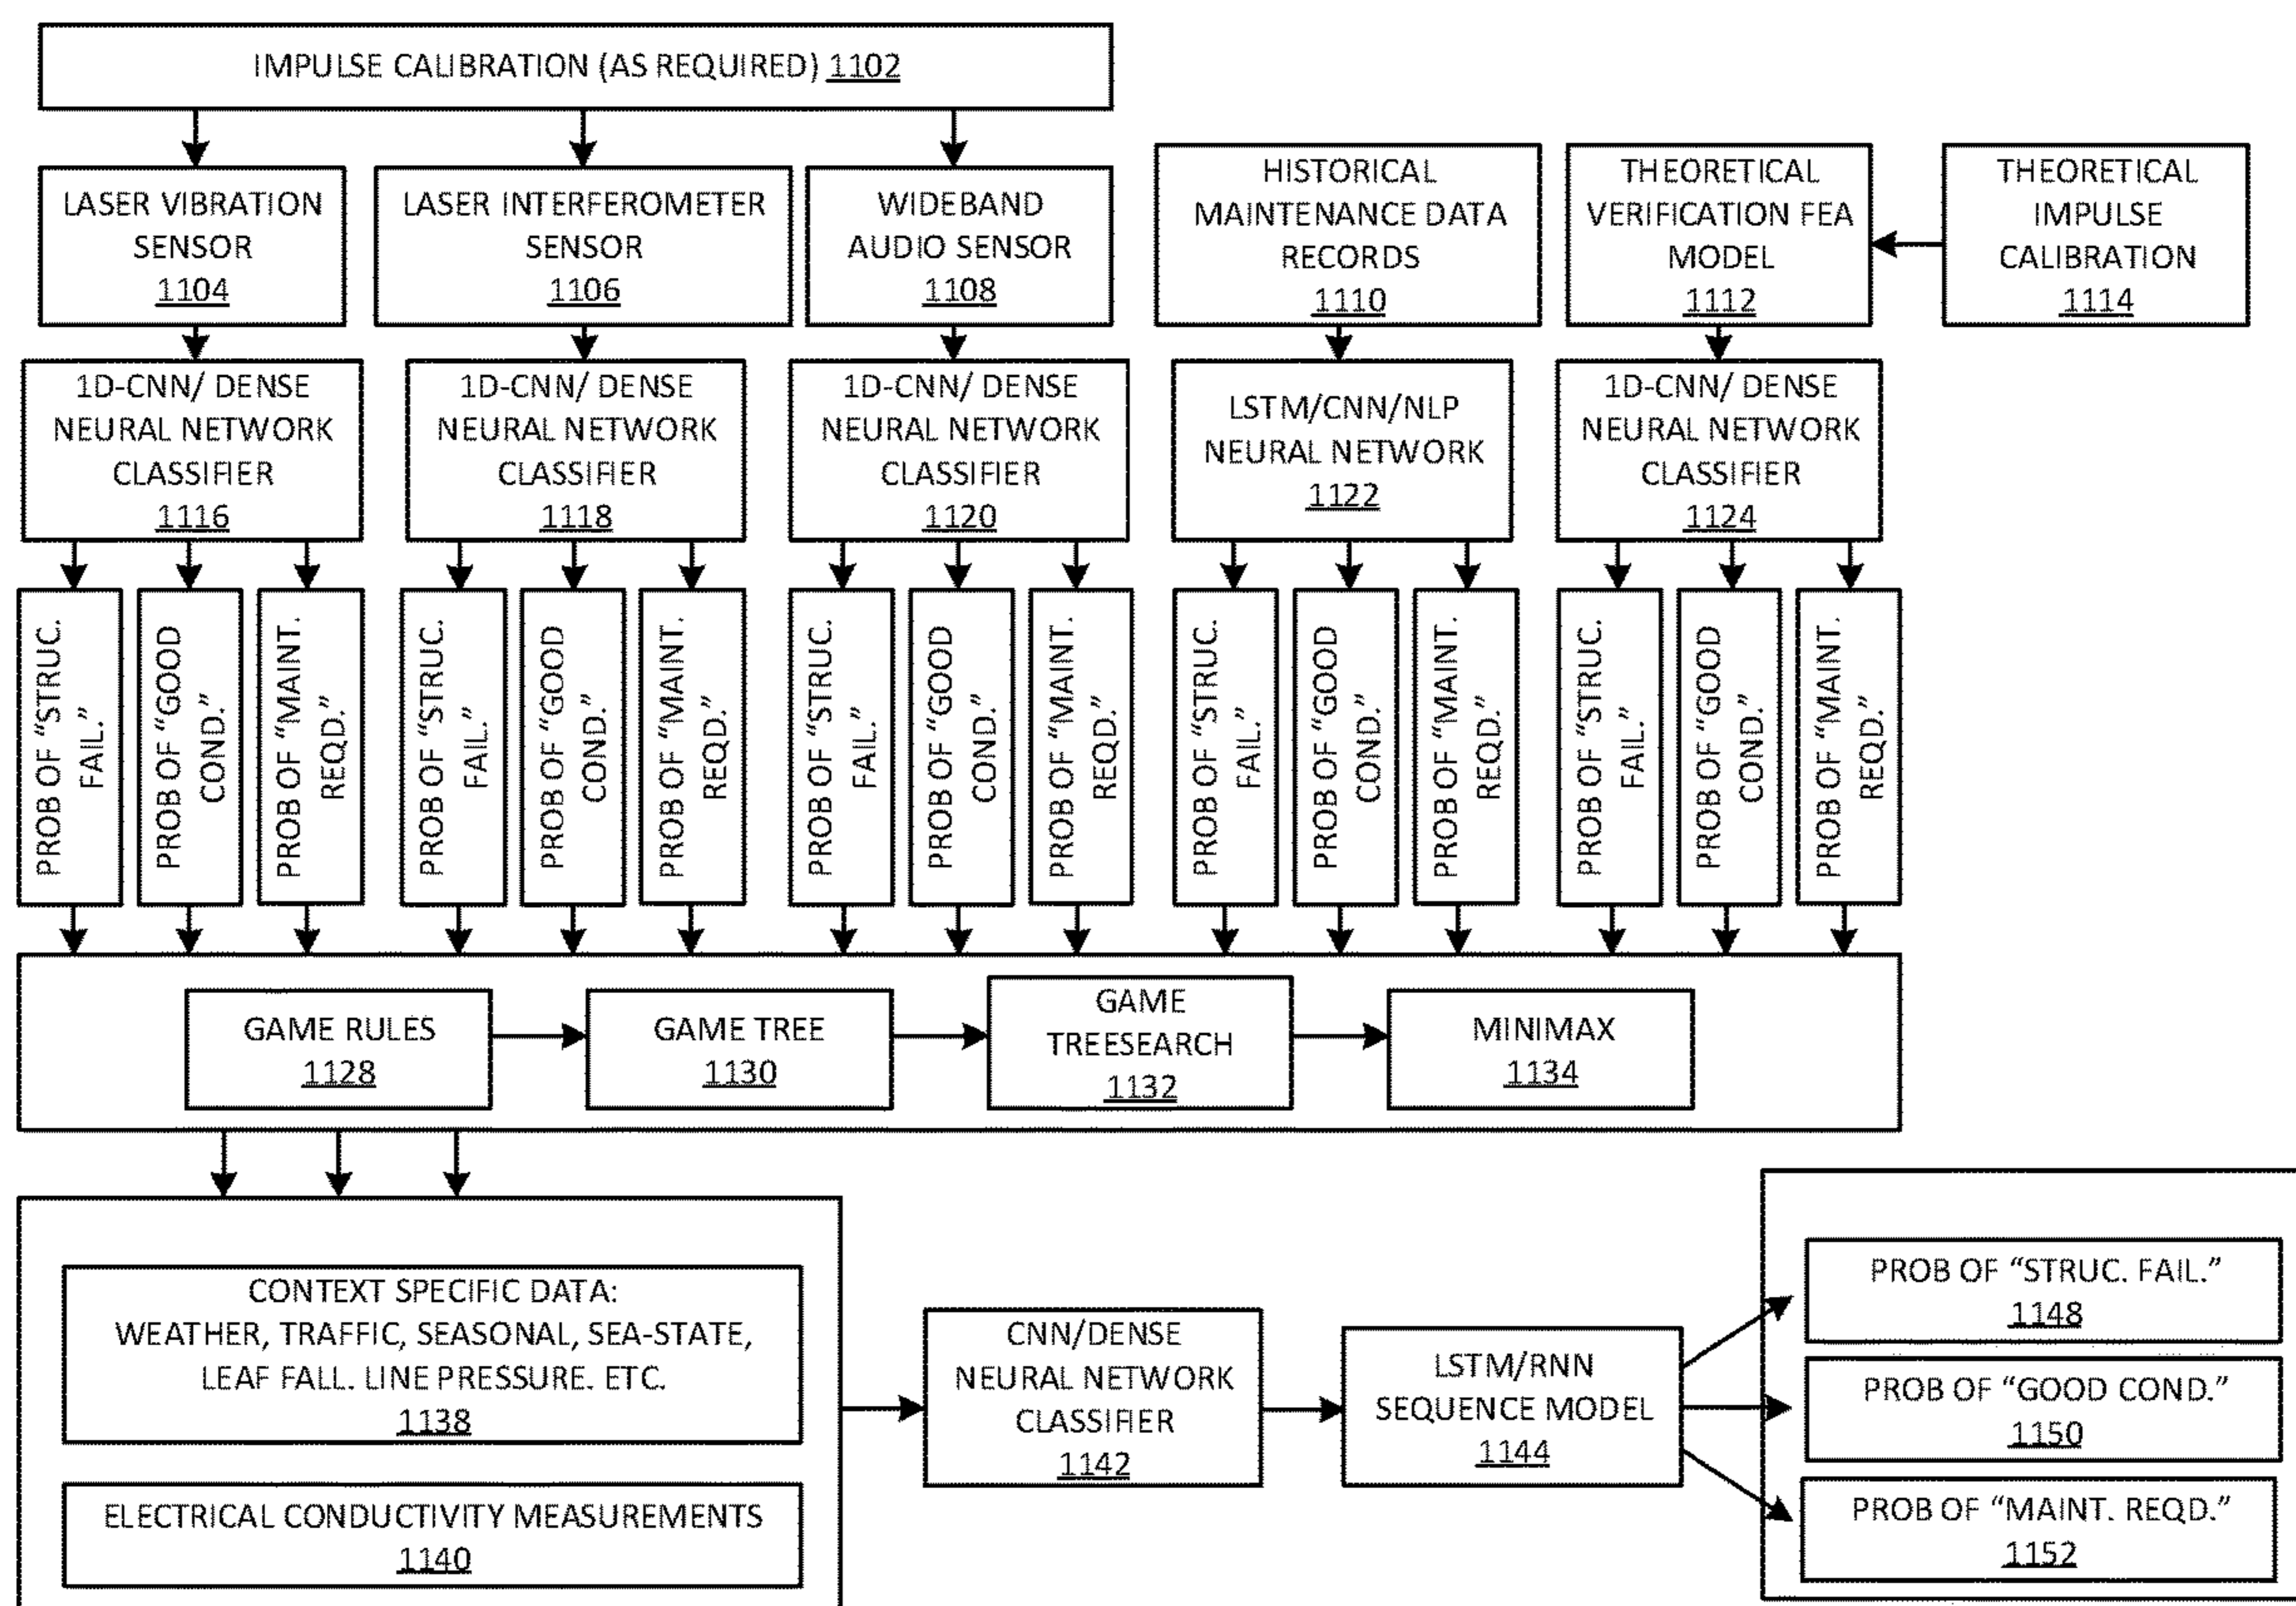 IMPULSE CALIBRATION (AS REQUIRED) 1102
LASER VIBRATION
SENSOR
1104
LASER INTERFEROMETER
SENSOR
1106
WIDEBAND
AUDIO SENSOR
1108
HISTORICAL
MAINTENANCE DATA
RECORDS
1110
THEORETICAL
VERIFICATION FEA
MODEL
1112
THEORETICAL
IMPULSE
CALIBRATION
1114
1D-CNN/ DENSE
NEURAL NETWORK
CLASSIFIER
1116
1D-CNN/ DENSE
NEURAL NETWORK
CLASSIFIER
1118
1D-CNN/ DENSE
NEURAL NETWORK
CLASSIFIER
1120
LSTM/CNN/NLP
NEURAL NETWORK
1122
1D-CNN/ DENSE
NEURAL NETWORK
CLASSIFIER
1124
PROB OF “STRUC.
FAIL.”
PROB OF “GOOD
COND.”
PROB OF “MAINT.
REQD.”
PROB OF “STRUC.
FAIL.”
PROB OF “GOOD
COND.”
PROB OF “MAINT.
REQD.”
PROB OF “STRUC.
FAIL.”
PROB OF “GOOD
COND.”
PROB OF “MAINT.
REQD.”
PROB OF “STRUC.
FAIL.”
PROB OF “GOOD
COND.”
PROB OF “MAINT.
REQD.”
PROB OF “STRUC.
FAIL.”
PROB OF “GOOD
COND.”
PROB OF “MAINT.
REQD.”
GAME RULES
1128
GAME TREE
1130
GAME
TREESEARCH
1132
MINIMAX
1134
CONTEXT SPECIFIC DATA:
WEATHER, TRAFFIC, SEASONAL, SEA-STATE,
LEAF FALL. LINE PRESSURE. ETC.
1138
ELECTRICAL CONDUCTIVITY MEASUREMENTS
1140
CNN/DENSE
NEURAL NETWORK
CLASSIFIER
1142
LSTM/RNN
SEQUENCE MODEL
1144
PROB OF “STRUC. FAIL.”
1148
PROB OF “GOOD COND.”
1150
PROB OF “MAINT. REQD.”
1152